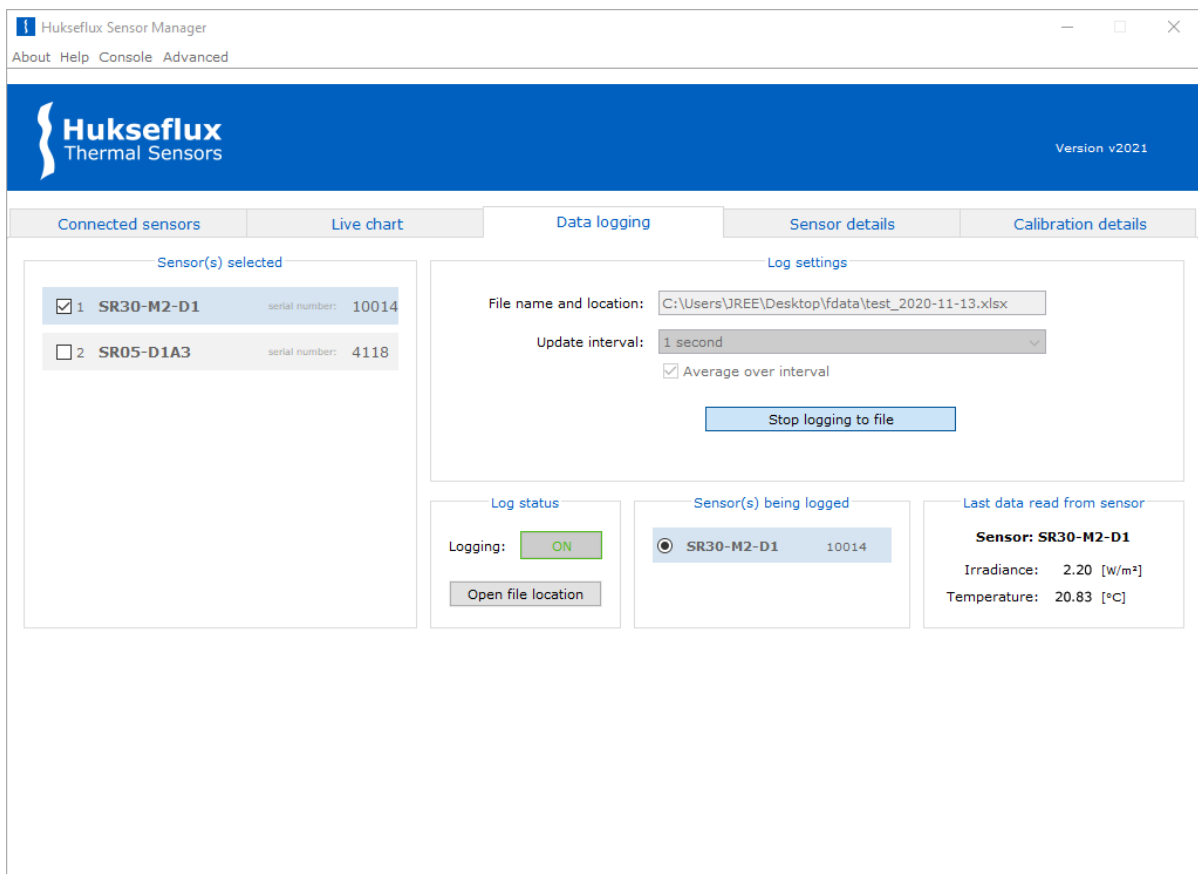 Hukseflux Sensor Manager
About Help Console Advanced
Hukseflux
Thermal Sensors
Version v2021
Connected sensors
Live chart
Data logging
Sensor details
Calibration details
Sensor(s) selected
1 SR30-M2-D1 serial number: 10014
2 SR05-D1A3 serial number: 4118
Log settings
File name and location: C:\Users\JREE\Desktop\fdata\test_2020-11-13.xlsx
Update interval: 1 second
Average over interval
Stop logging to file
Log status
Logging: ON
Open file location
Sensor(s) being logged
SR30-M2-D1 10014
Last data read from sensor
Sensor: SR30-M2-D1
Irradiance: 2.20 [W/m²]
Temperature: 20.83 [°C]